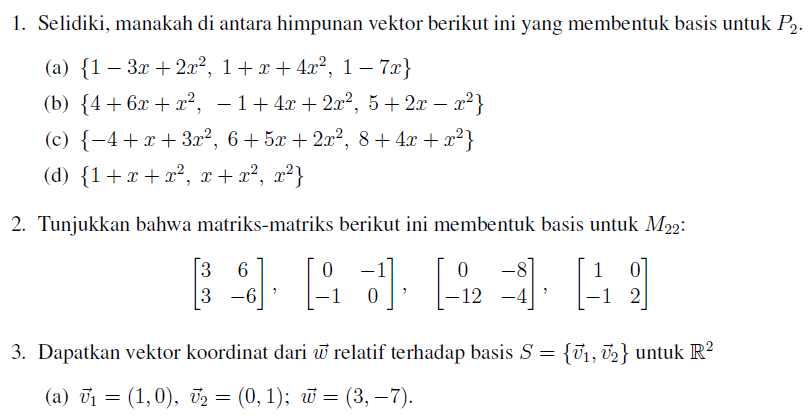 1. Selidiki, manakah di antara himpunan vektor berikut ini yang membentuk basis untuk P₂.
(a) {1 − 3x + 2x², 1 + x + 4x², 1 − 7x}
(b) {4 + 6x + x², − 1 + 4x + 2x², 5 + 2x − x²}
(c) {−4 + x + 3x², 6 + 5x + 2x², 8 + 4x + x²}
(d) {1 + x + x², x + x², x²}
2. Tunjukkan bahwa matriks-matriks berikut ini membentuk basis untuk M₂₂:
[3 6; 3 −6], [0 −1; −1 0], [0 −8; −12 −4], [1 0; −1 2]
3. Dapatkan vektor koordinat dari w⃗ relatif terhadap basis S = {v⃗₁, v⃗₂} untuk ℝ²
(a) v⃗₁ = (1, 0), v⃗₂ = (0, 1); w⃗ = (3, −7).